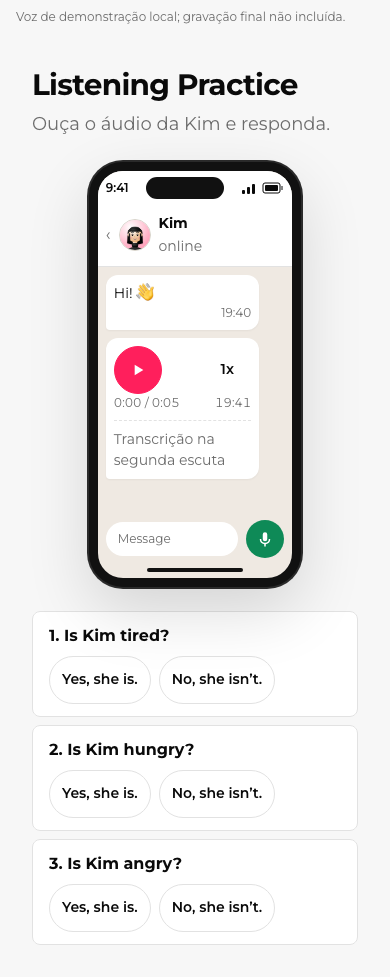 Voz de demonstração local; gravação final não incluída.
Listening Practice
Ouça o áudio da Kim e responda.
9:41
Kim
online
Hi! 👋
19:40
1x
0:00 / 0:05 19:41
Transcrição na
segunda escuta
Message
1. Is Kim tired?
Yes, she is. No, she isn’t.
2. Is Kim hungry?
Yes, she is. No, she isn’t.
3. Is Kim angry?
Yes, she is. No, she isn’t.